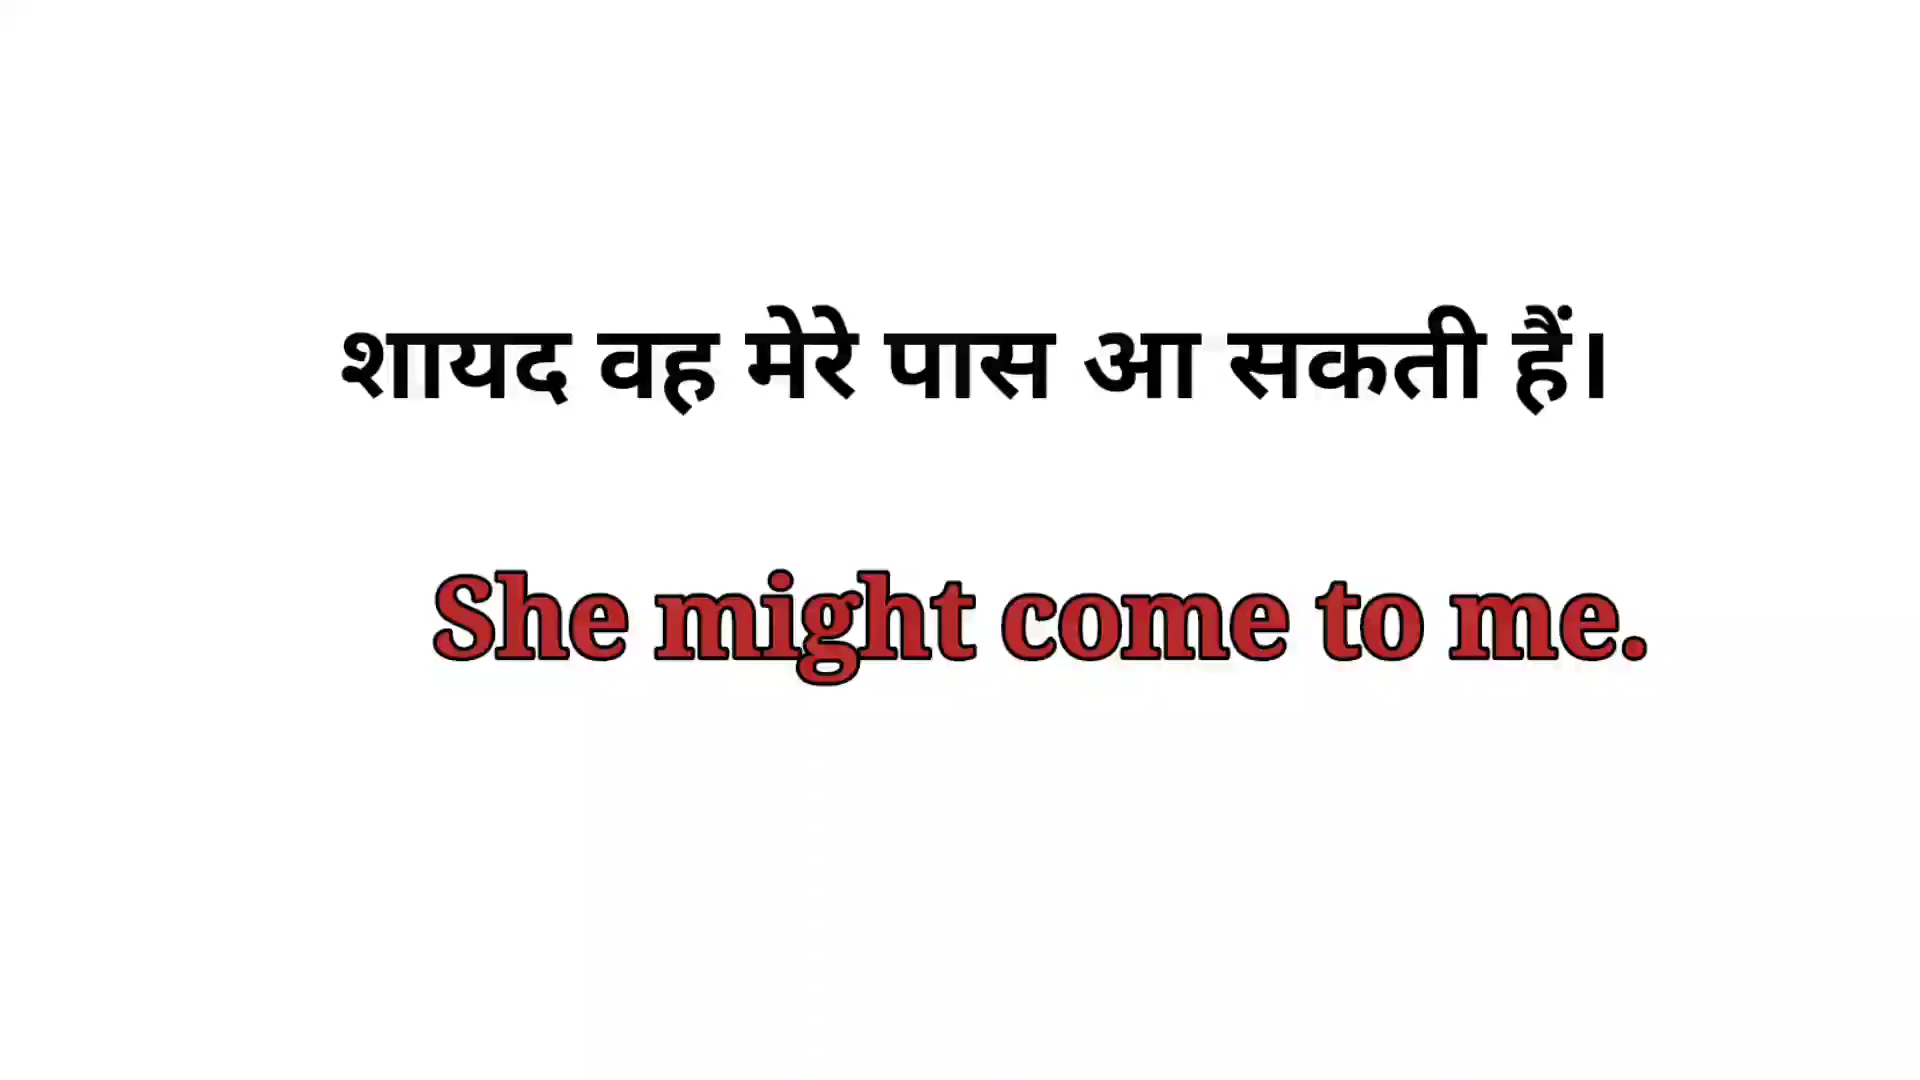 शायद वह मेरे पास आ सकती हैं।
She might come to me.